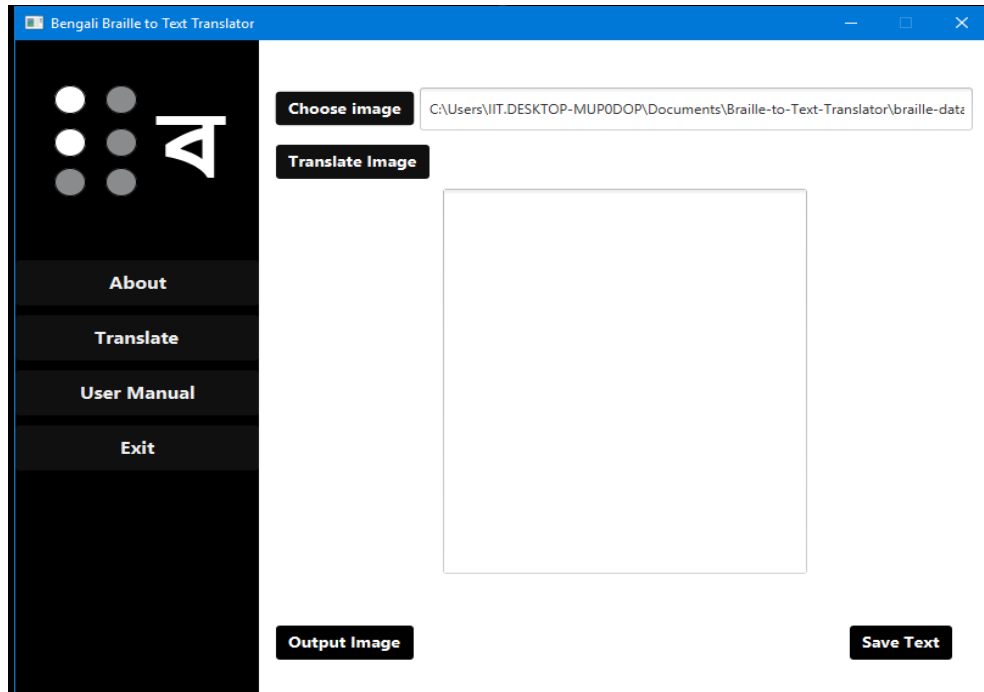 Bengali Braille to Text Translator
ব
Choose image
C:\Users\IIT.DESKTOP-MUP0DOP\Documents\Braille-to-Text-Translator\braille-data
Translate Image
About
Translate
User Manual
Exit
Output Image
Save Text